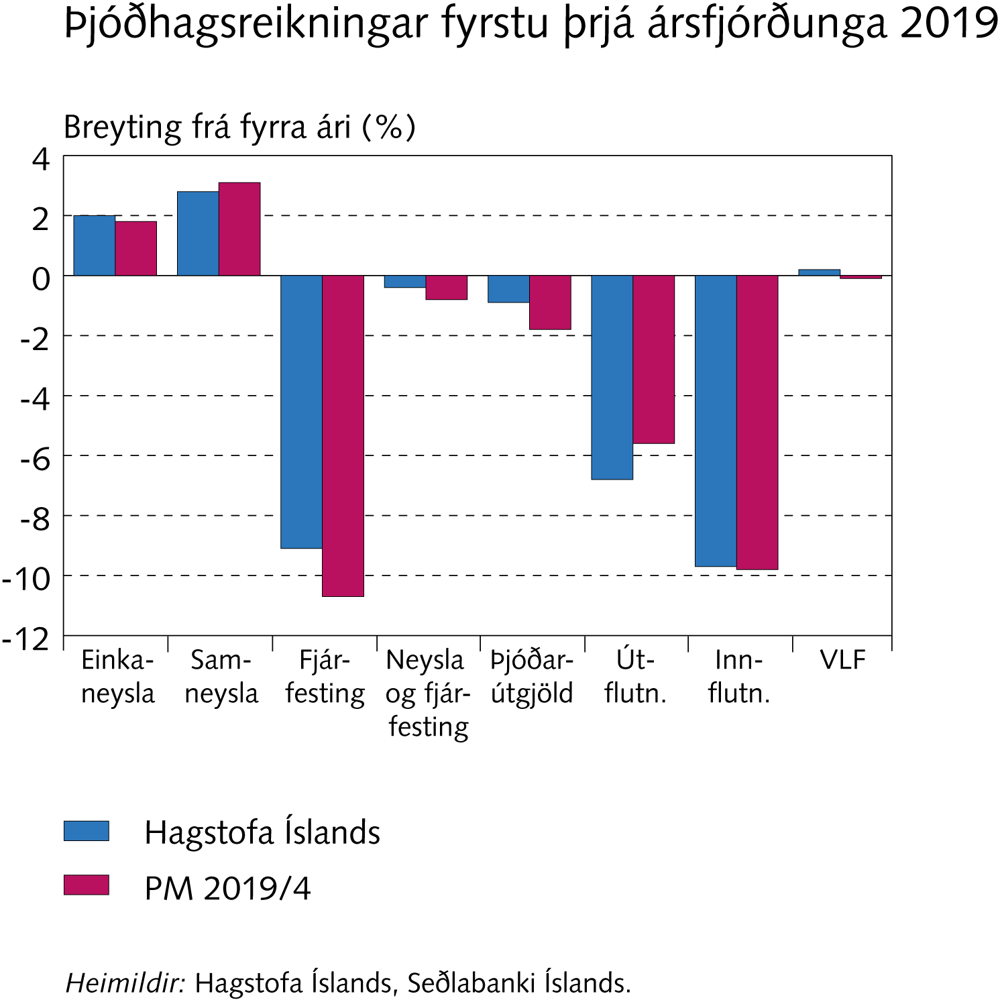 Þjóðhagsreikningar fyrstu þrjá ársfjórðunga 2019
Breyting frá fyrra ári (%)
4
2
0
-2
-4
-6
-8
-10
-12
Einka-
neysla
Sam-
neysla
Fjár-
festing
Neysla
og fjár-
festing
Þjóðar-
útgjöld
Út-
flutn.
Inn-
flutn.
VLF
Hagstofa Íslands
PM 2019/4
Heimildir: Hagstofa Íslands, Seðlabanki Íslands.